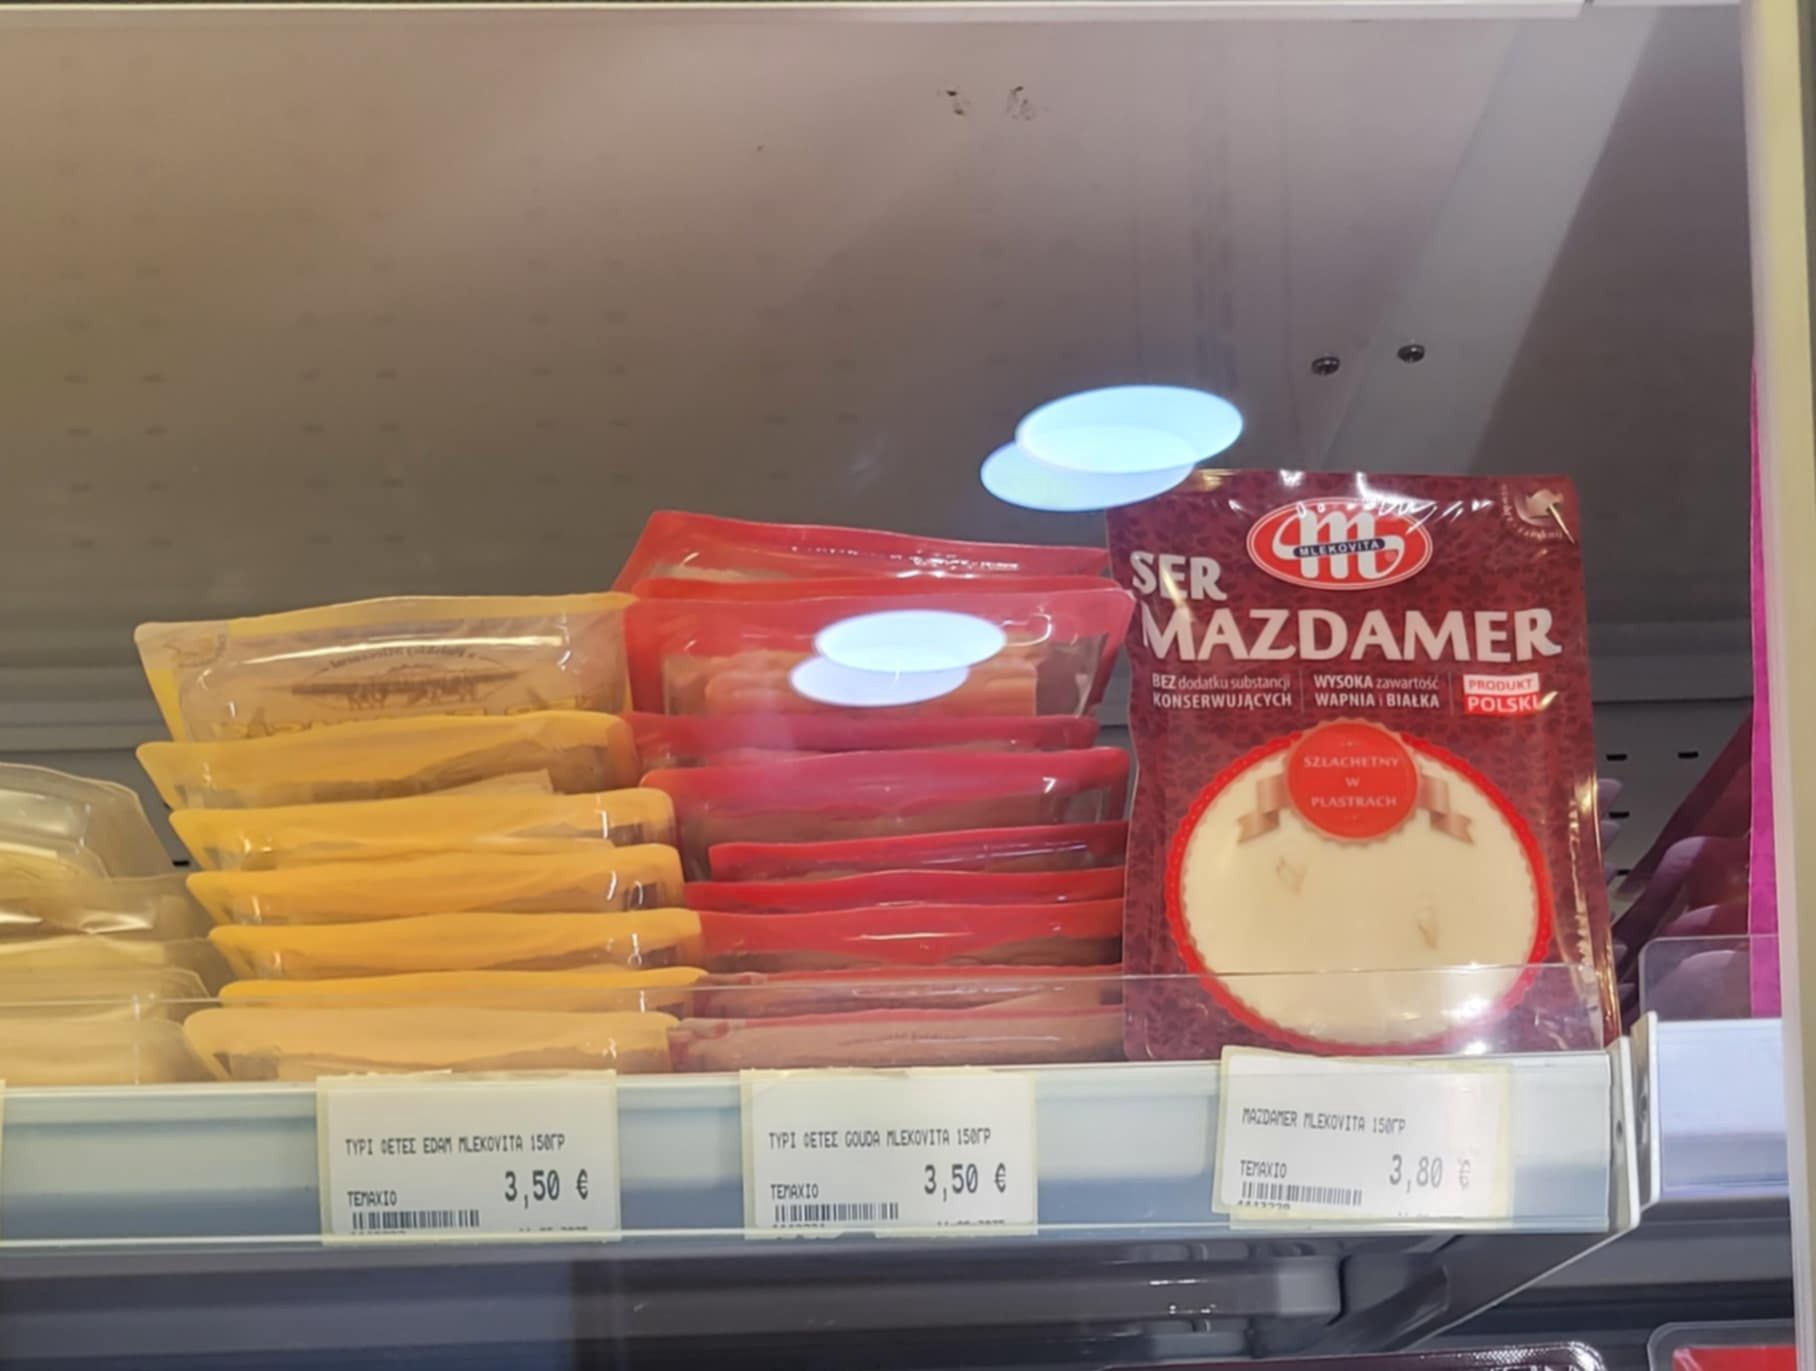 MLEKOVITA
SER
MAZDAMER
BEZ dodatku substancji
KONSERWUJĄCYCH
WYSOKA zawartość
WAPNIA i BIAŁKA
PRODUKT
POLSKI
SZLACHETNY
W
PLASTRACH
ΤΥΡΙ ΦΕΤΕΣ EDAM MLEKOVITA 150ΓΡ
3,50 €
ΤΕΜΑΧΙΟ
ΤΥΡΙ ΦΕΤΕΣ GOUDA MLEKOVITA 150ΓΡ
3,50 €
ΤΕΜΑΧΙΟ
MAZDAMER MLEKOVITA 150ΓΡ
3,80 €
ΤΕΜΑΧΙΟ